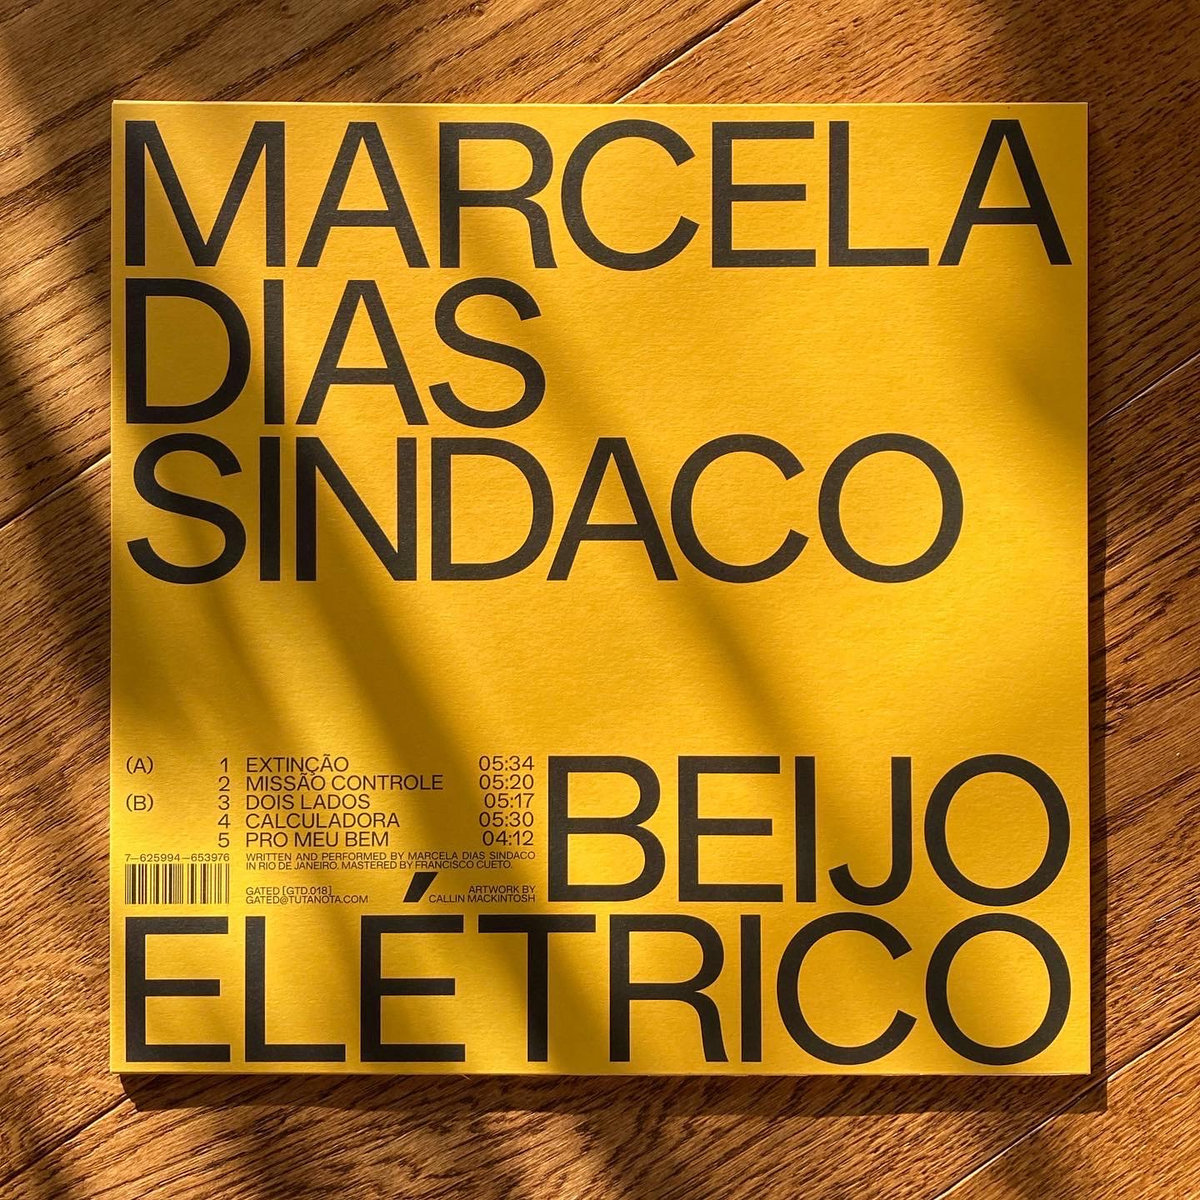 MARCELA
DIAS
SINDACO
(A) 1 EXTINÇÃO 05:34
2 MISSÃO CONTROLE 05:20
(B) 3 DOIS LADOS 05:17
4 CALCULADORA 05:30
5 PRO MEU BEM 04:12
7—625994—653976
WRITTEN AND PERFORMED BY MARCELA DIAS SINDACO
IN RIO DE JANEIRO. MASTERED BY FRANCISCO CUETO.
GATED [GTD.018]
GATED@TUTANOTA.COM
ARTWORK BY
CALLIN MACKINTOSH
BEIJO
ELÉTRICO